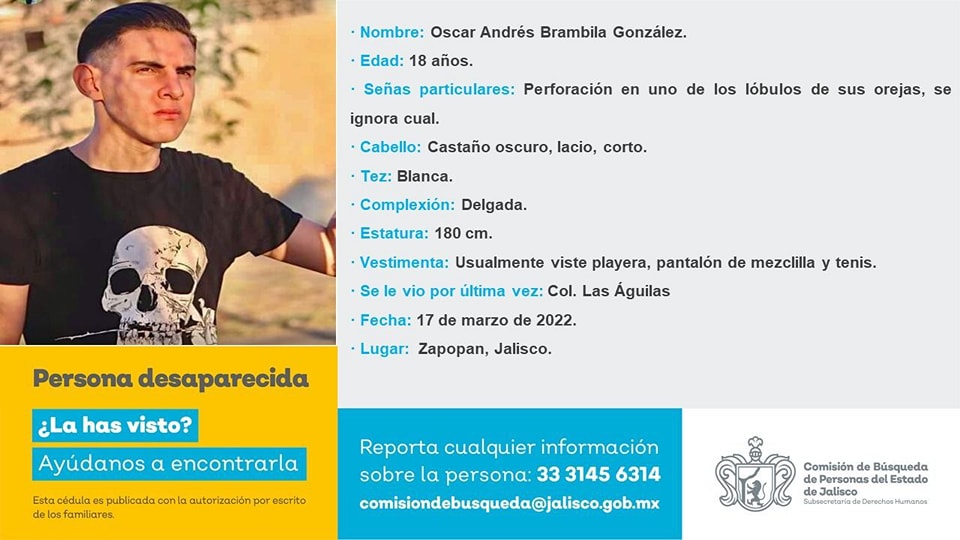 · Nombre: Oscar Andrés Brambila González.
· Edad: 18 años.
· Señas particulares: Perforación en uno de los lóbulos de sus orejas, se
ignora cual.
· Cabello: Castaño oscuro, lacio, corto.
· Tez: Blanca.
· Complexión: Delgada.
· Estatura: 180 cm.
· Vestimenta: Usualmente viste playera, pantalón de mezclilla y tenis.
· Se le vio por última vez: Col. Las Águilas
· Fecha: 17 de marzo de 2022.
· Lugar: Zapopan, Jalisco.
Persona desaparecida
¿La has visto?
Ayúdanos a encontrarla
Esta cédula es publicada con la autorización por escrito
de los familiares.
Reporta cualquier información
sobre la persona: 33 3145 6314
comisiondebusqueda@jalisco.gob.mx
Comisión de Búsqueda
de Personas del Estado
de Jalisco
Subsecretaría de Derechos Humanos